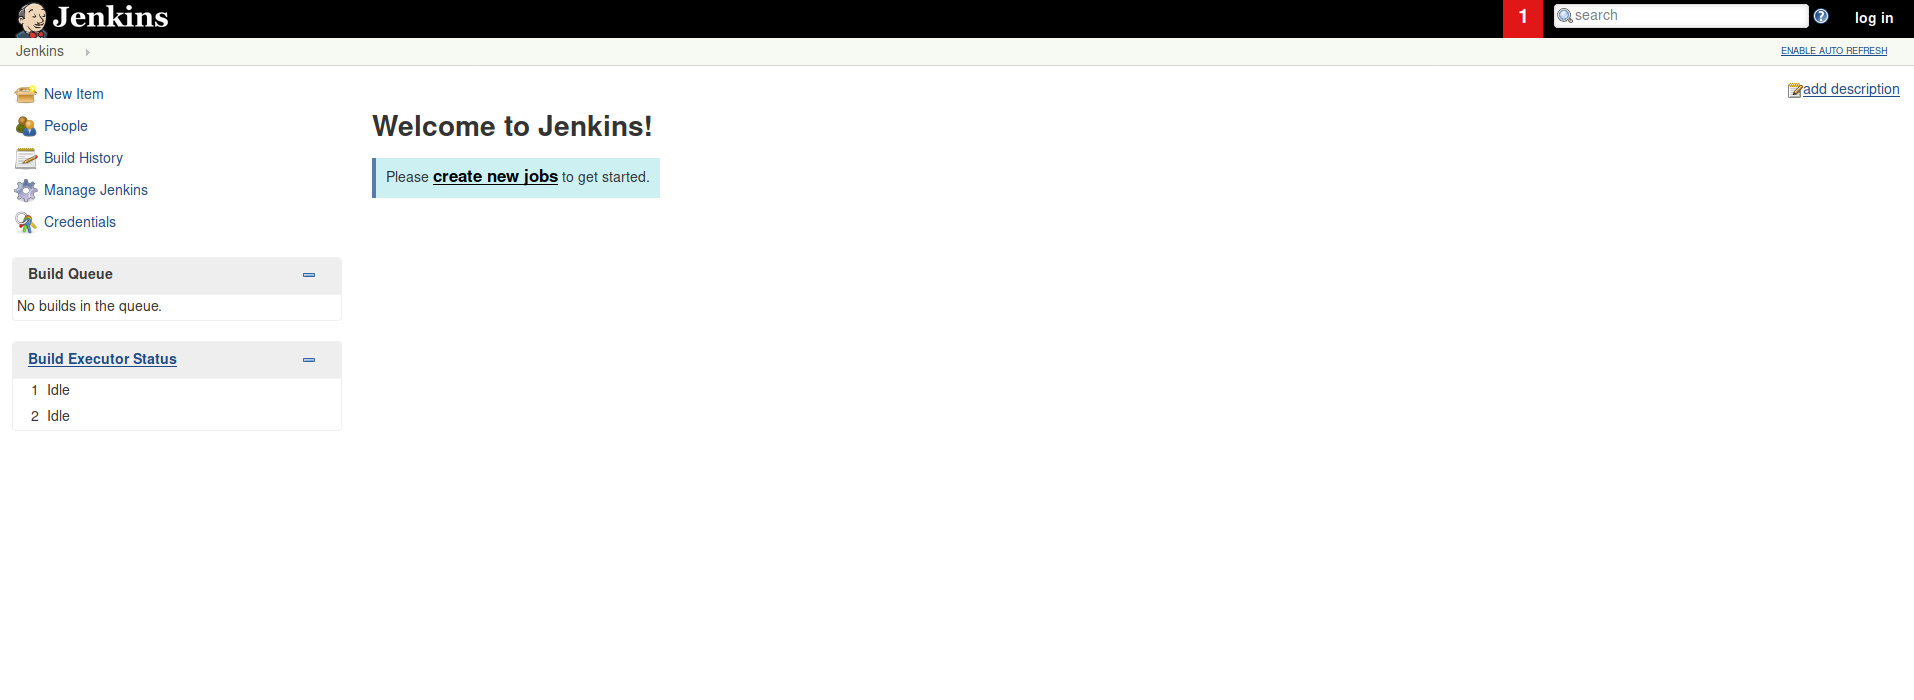 Jenkins
1
search
log in
Jenkins
ENABLE AUTO REFRESH
New Item
People
Build History
Manage Jenkins
Credentials
Build Queue
No builds in the queue.
Build Executor Status
1 Idle
2 Idle
add description
Welcome to Jenkins!
Please create new jobs to get started.